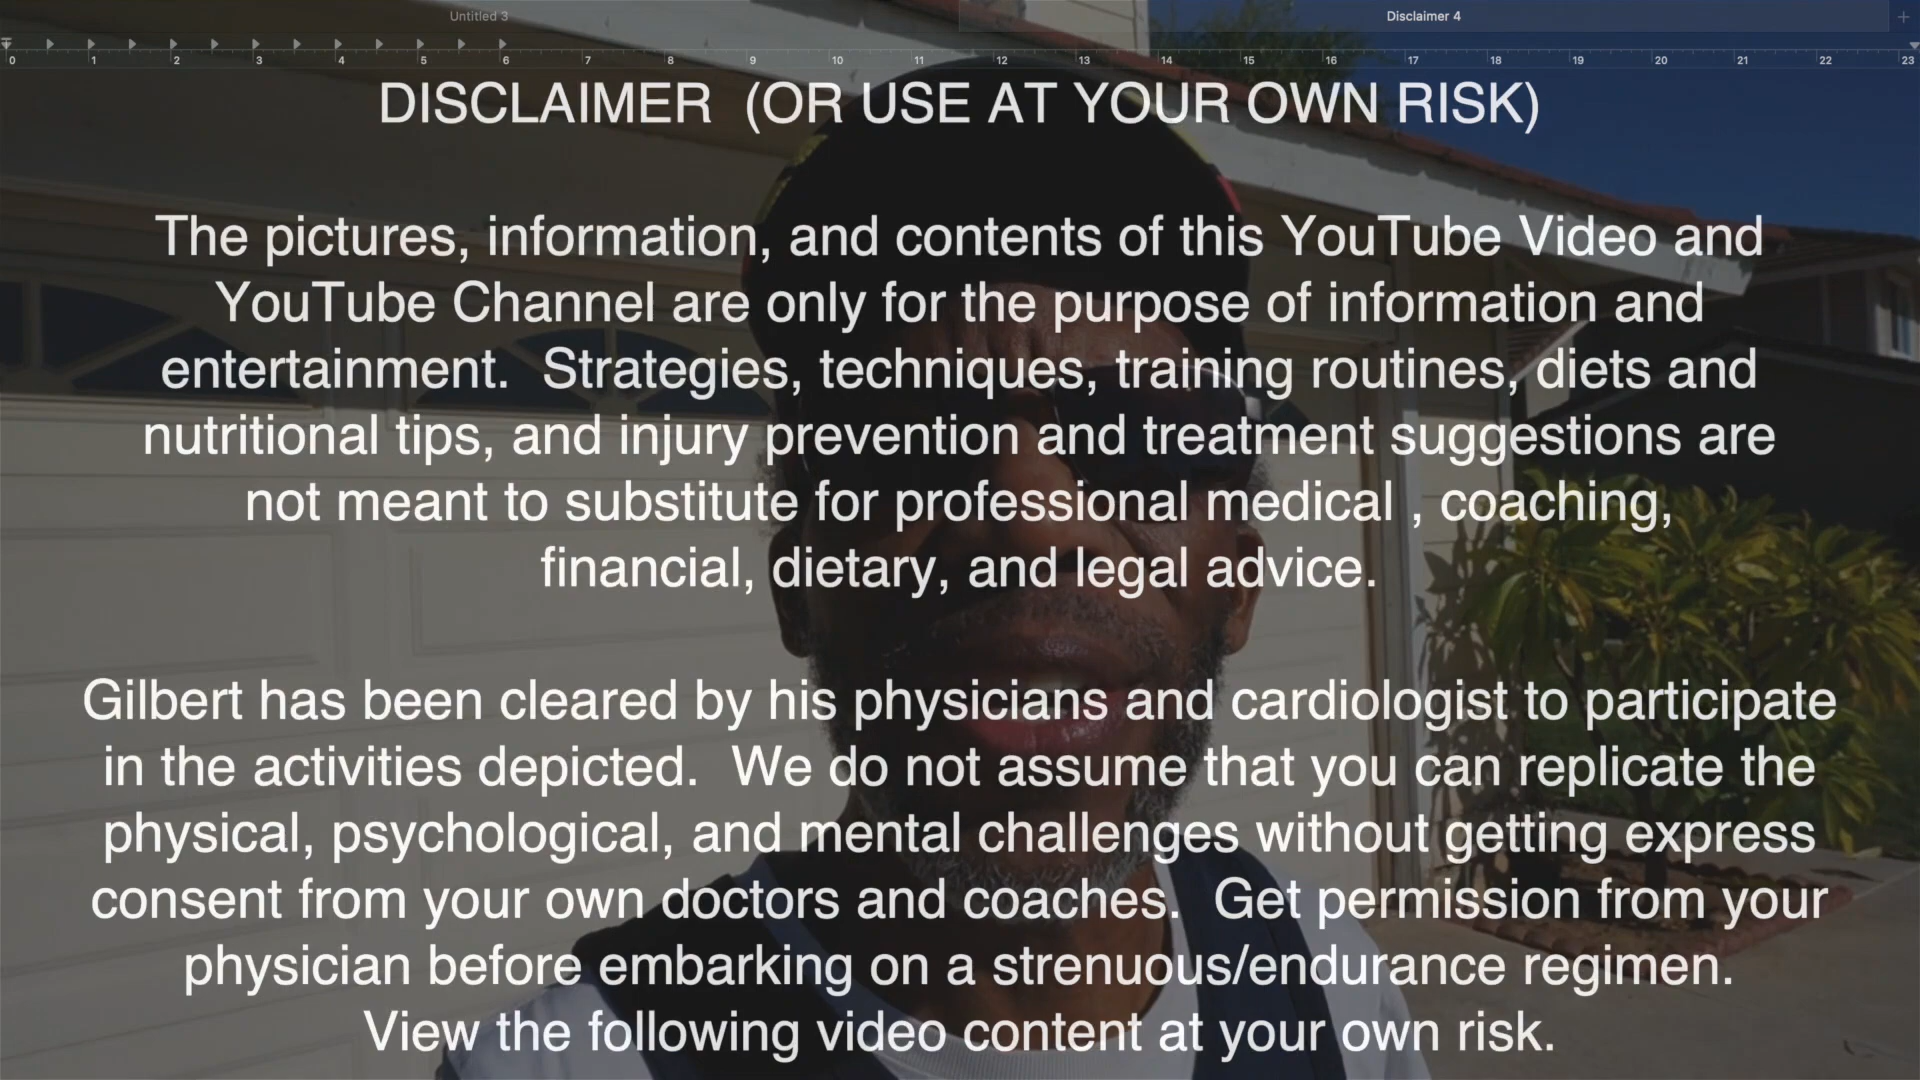 Untitled 3
Disclaimer 4
0 1 2 3 4 5 6 7 8 9 10 11 12 13 14 15 16 17 18 19 20 21 22 23
DISCLAIMER (OR USE AT YOUR OWN RISK)
The pictures, information, and contents of this YouTube Video and
YouTube Channel are only for the purpose of information and
entertainment. Strategies, techniques, training routines, diets and
nutritional tips, and injury prevention and treatment suggestions are
not meant to substitute for professional medical , coaching,
financial, dietary, and legal advice.
Gilbert has been cleared by his physicians and cardiologist to participate
in the activities depicted. We do not assume that you can replicate the
physical, psychological, and mental challenges without getting express
consent from your own doctors and coaches. Get permission from your
physician before embarking on a strenuous/endurance regimen.
View the following video content at your own risk.